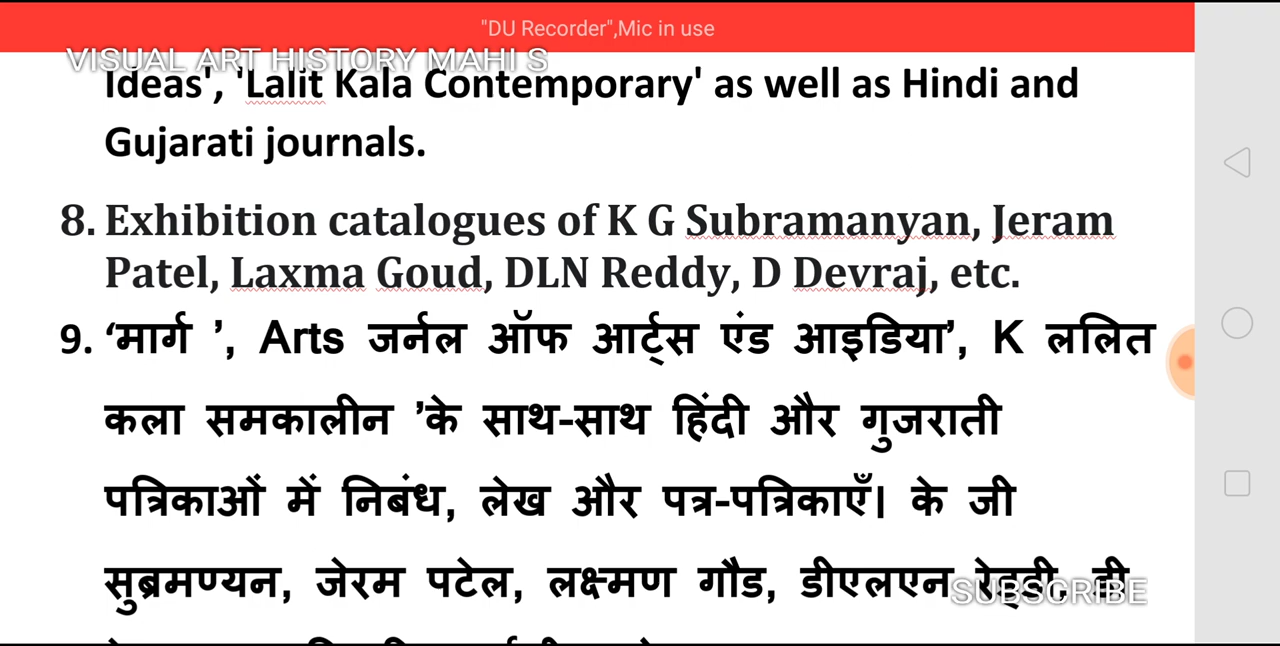 "DU Recorder",Mic in use
VISUAL ART HISTORY MAHI S
Ideas', 'Lalit Kala Contemporary' as well as Hindi and
Gujarati journals.
8. Exhibition catalogues of K G Subramanyan, Jeram
Patel, Laxma Goud, DLN Reddy, D Devraj, etc.
9. ‘मार्ग ’, Arts जर्नल ऑफ आर्ट्स एंड आइडिया’, K ललित
कला समकालीन ’के साथ-साथ हिंदी और गुजराती
पत्रिकाओं में निबंध, लेख और पत्र-पत्रिकाएँ। के जी
सुब्रमण्यन, जेरम पटेल, लक्ष्मण गौड, डीएलएन रेड्डी, डी
SUBSCRIBE